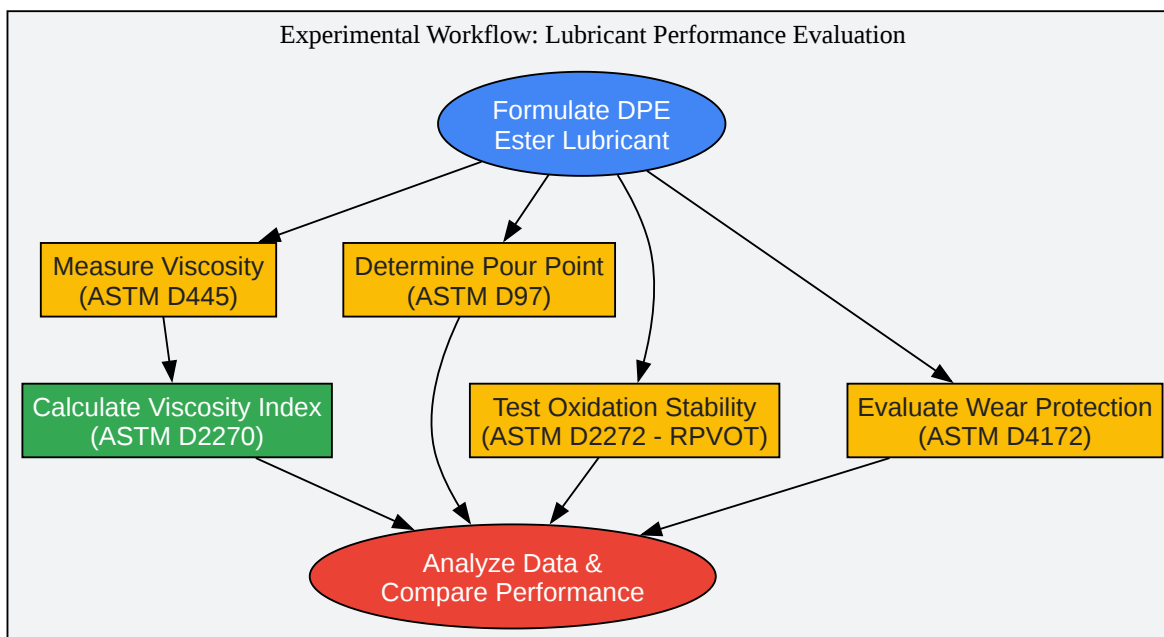 Experimental Workflow: Lubricant Performance Evaluation
Formulate DPE
Ester Lubricant
Measure Viscosity
(ASTM D445)
Determine Pour Point
(ASTM D97)
Calculate Viscosity Index
(ASTM D2270)
Test Oxidation Stability
(ASTM D2272 - RPVOT)
Evaluate Wear Protection
(ASTM D4172)
Analyze Data &
Compare Performance